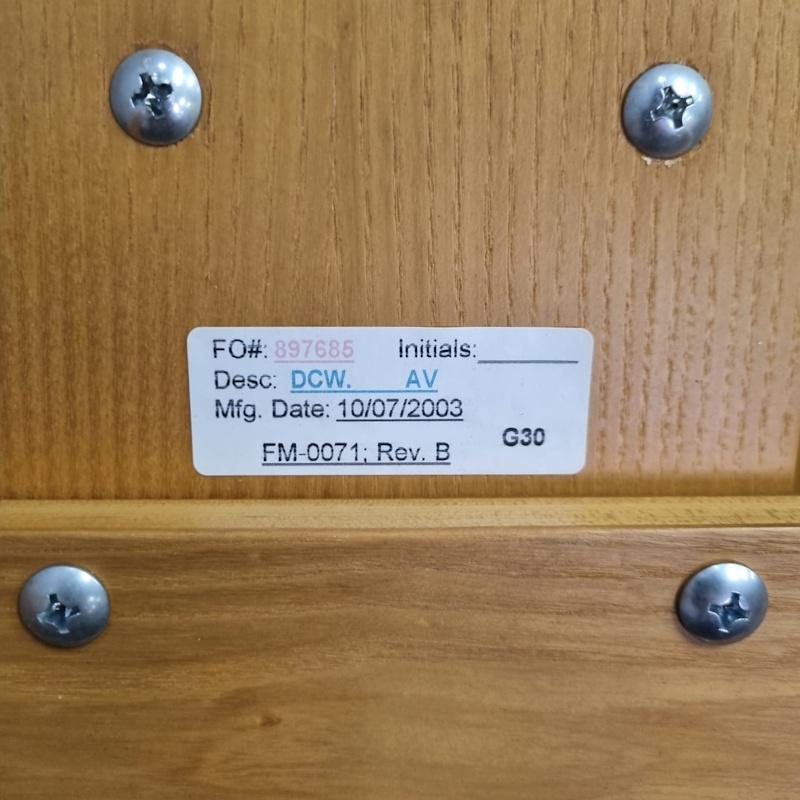 FO#: 897685 Initials:
Desc: DCW. AV
Mfg. Date: 10/07/2003
FM-0071; Rev. B G30